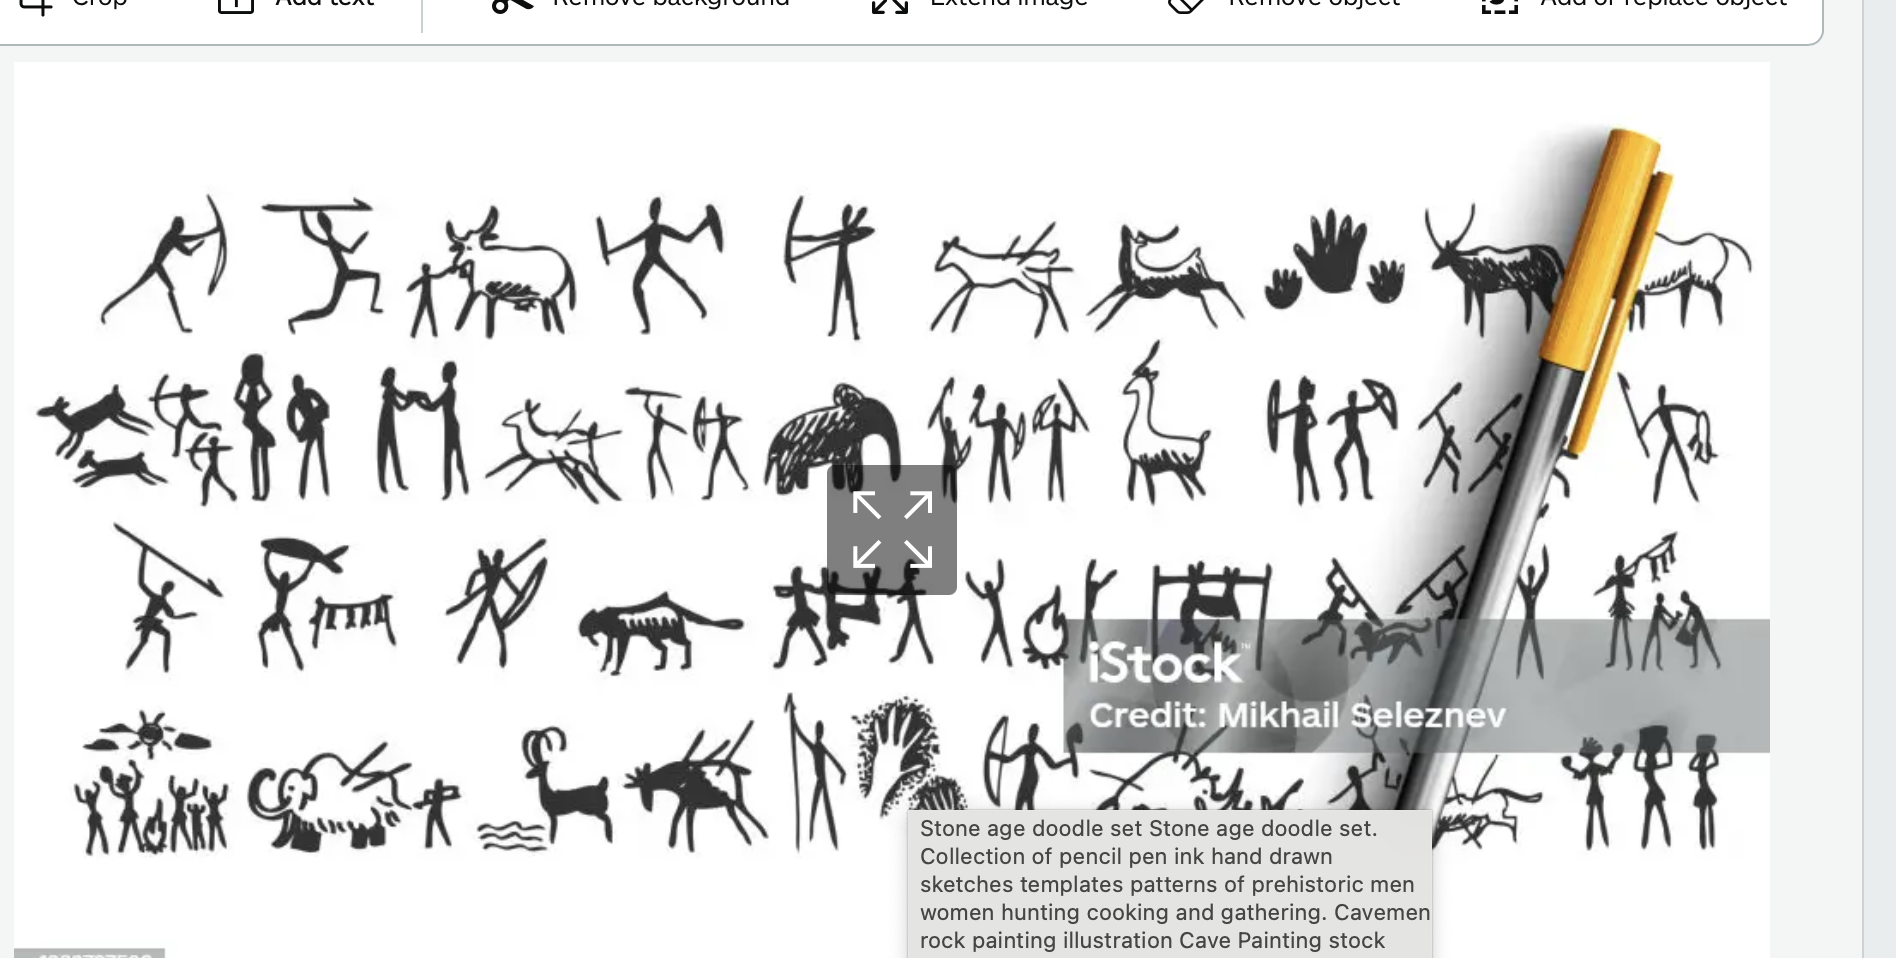 Crop
Add text
Remove background
Extend image
Remove object
Add or replace object
iStock™
Credit: Mikhail Seleznev
Stone age doodle set Stone age doodle set.
Collection of pencil pen ink hand drawn
sketches templates patterns of prehistoric men
women hunting cooking and gathering. Cavemen
rock painting illustration Cave Painting stock